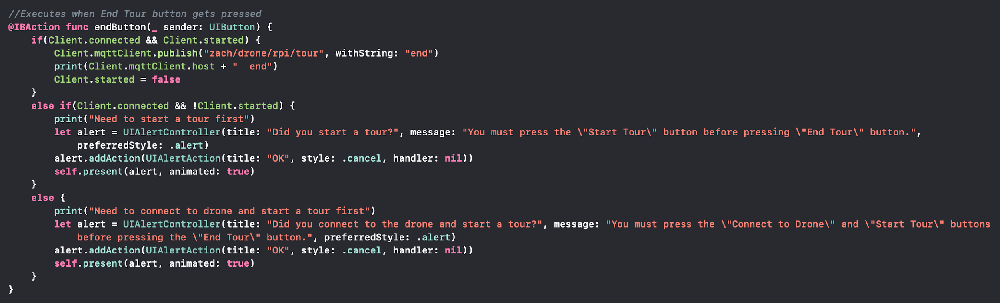 //Executes when End Tour button gets pressed
@IBAction func endButton(_ sender: UIButton) {
    if(Client.connected && Client.started) {
        Client.mqttClient.publish("zach/drone/rpi/tour", withString: "end")
        print(Client.mqttClient.host + "  end")
        Client.started = false
    }
    else if(Client.connected && !Client.started) {
        print("Need to start a tour first")
        let alert = UIAlertController(title: "Did you start a tour?", message: "You must press the \"Start Tour\" button before pressing \"End Tour\" button.",
            preferredStyle: .alert)
        alert.addAction(UIAlertAction(title: "OK", style: .cancel, handler: nil))
        self.present(alert, animated: true)
    }
    else {
        print("Need to connect to drone and start a tour first")
        let alert = UIAlertController(title: "Did you connect to the drone and start a tour?", message: "You must press the \"Connect to Drone\" and \"Start Tour\" buttons
            before pressing the \"End Tour\" button.", preferredStyle: .alert)
        alert.addAction(UIAlertAction(title: "OK", style: .cancel, handler: nil))
        self.present(alert, animated: true)
    }
}